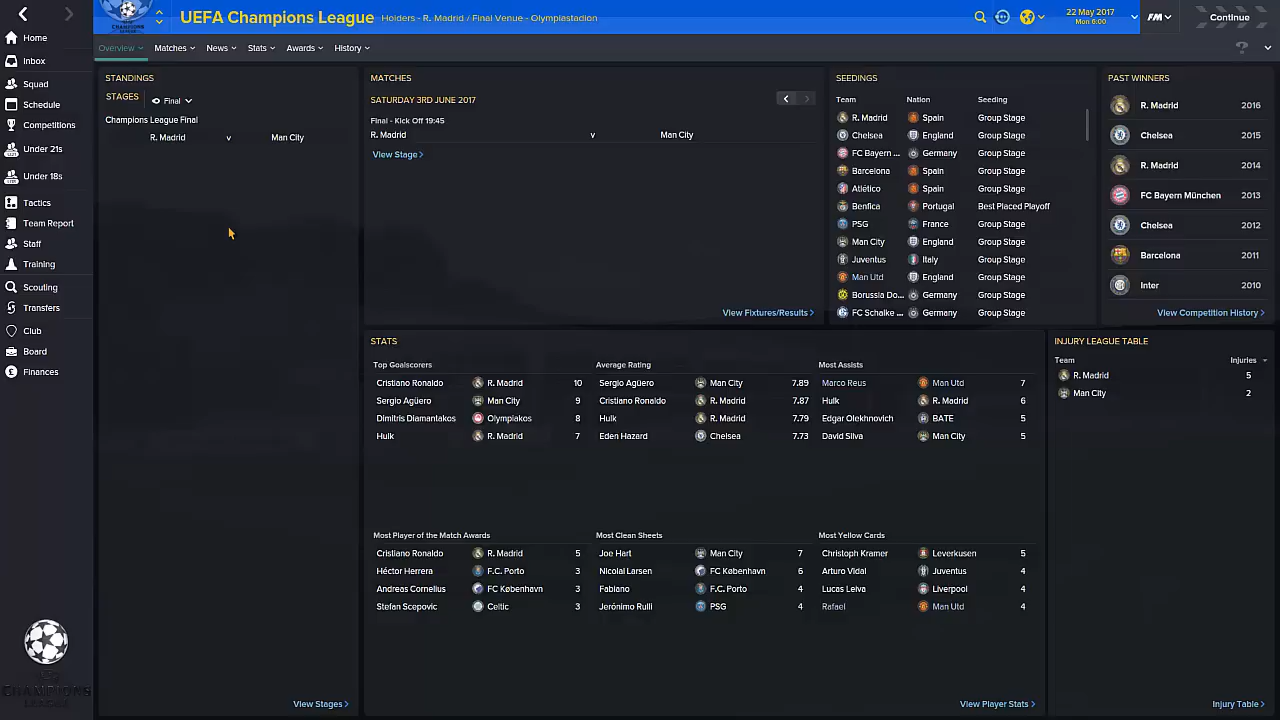 UEFA Champions League Holders - R. Madrid / Final Venue - Olympiastadion
22 May 2017
Mon 6:00
FM
Continue
Home
Inbox
Squad
Schedule
Competitions
Under 21s
Under 18s
Tactics
Team Report
Staff
Training
Scouting
Transfers
Club
Board
Finances
CHAMPIONS
LEAGUE
Overview Matches News Stats Awards History
STANDINGS
STAGES Final
Champions League Final
R. Madrid v Man City
View Stages
MATCHES
SATURDAY 3RD JUNE 2017
Final - Kick Off 19:45
R. Madrid v Man City
View Stage
View Fixtures/Results
SEEDINGS
Team Nation Seeding
R. Madrid Spain Group Stage
Chelsea England Group Stage
FC Bayern ... Germany Group Stage
Barcelona Spain Group Stage
Atlético Spain Group Stage
Benfica Portugal Best Placed Playoff
PSG France Group Stage
Man City England Group Stage
Juventus Italy Group Stage
Man Utd England Group Stage
Borussia Do... Germany Group Stage
FC Schalke ... Germany Group Stage
PAST WINNERS
R. Madrid 2016
Chelsea 2015
R. Madrid 2014
FC Bayern München 2013
Chelsea 2012
Barcelona 2011
Inter 2010
View Competition History
STATS
Top Goalscorers
Cristiano Ronaldo R. Madrid 10
Sergio Agüero Man City 9
Dimitris Diamantakos Olympiakos 8
Hulk R. Madrid 7
Average Rating
Sergio Agüero Man City 7.89
Cristiano Ronaldo R. Madrid 7.87
Hulk R. Madrid 7.79
Eden Hazard Chelsea 7.73
Most Assists
Marco Reus Man Utd 7
Hulk R. Madrid 6
Edgar Olekhnovich BATE 5
David Silva Man City 5
Most Player of the Match Awards
Cristiano Ronaldo R. Madrid 5
Héctor Herrera F.C. Porto 3
Andreas Cornelius FC København 3
Stefan Scepovic Celtic 3
Most Clean Sheets
Joe Hart Man City 7
Nicolai Larsen FC København 6
Fabiano F.C. Porto 4
Jerónimo Rulli PSG 4
Most Yellow Cards
Christoph Kramer Leverkusen 5
Arturo Vidal Juventus 4
Lucas Leiva Liverpool 4
Rafael Man Utd 4
View Player Stats
INJURY LEAGUE TABLE
Team Injuries
R. Madrid 5
Man City 2
Injury Table